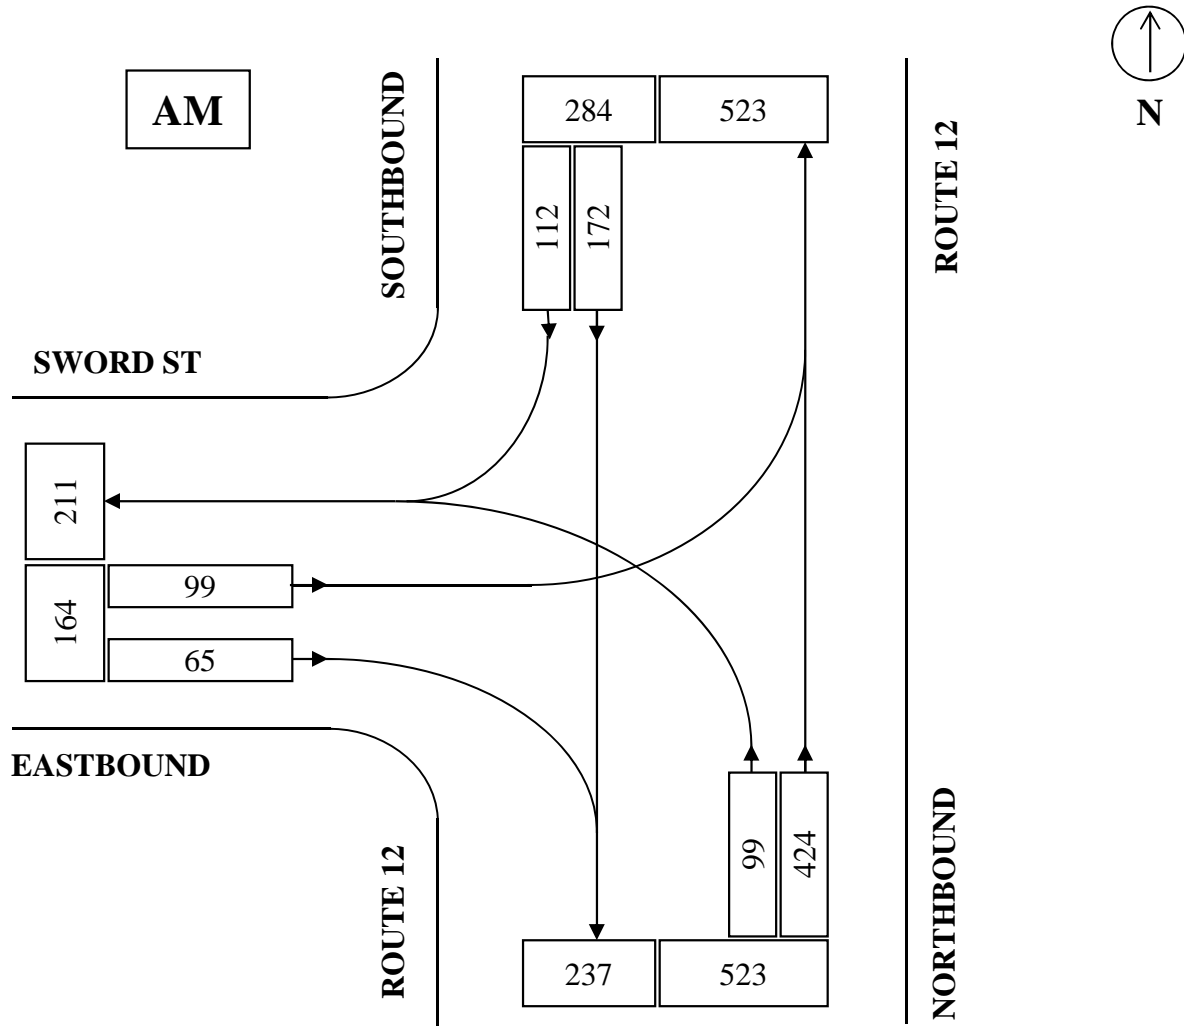 AM
SOUTHBOUND
284
523
N
112
172
ROUTE 12
SWORD ST
211
99
164
65
EASTBOUND
99
424
ROUTE 12
NORTHBOUND
237
523